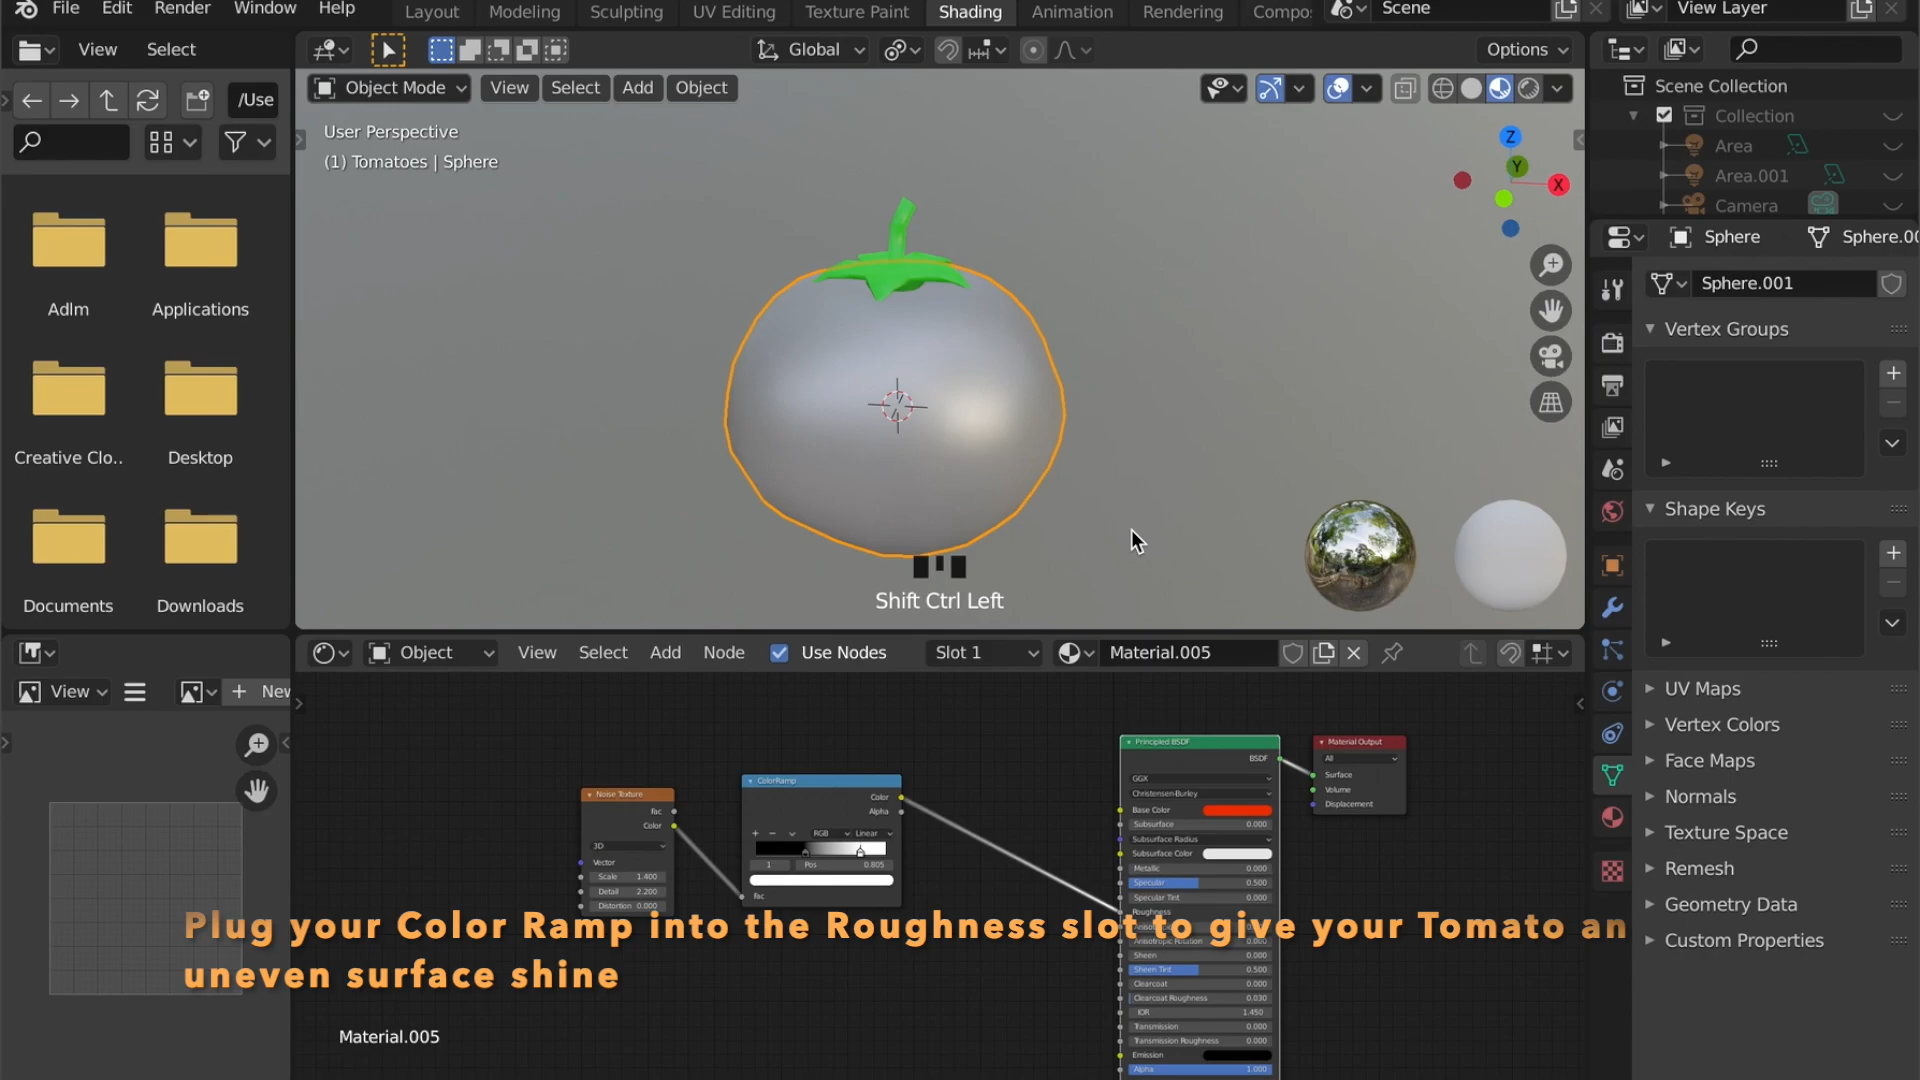 File Edit Render Window Help Layout Modeling Sculpting UV Editing Texture Paint Shading Animation Rendering Compo Scene View Layer
View Select Global Options
/Use Object Mode View Select Add Object
User Perspective
(1) Tomatoes | Sphere
Z
Y
X
Scene Collection
Collection
Area
Area.001
Camera
Sphere Sphere.00
Sphere.001
Vertex Groups
Shape Keys
UV Maps
Vertex Colors
Face Maps
Normals
Texture Space
Remesh
Geometry Data
Custom Properties
Adlm Applications
Creative Clo.. Desktop
Documents Downloads
Shift Ctrl Left
Object View Select Add Node Use Nodes Slot 1 Material.005
View + New
Noise Texture
Fac
Color
3D
Vector
Scale 1.400
Detail 2.200
Distortion 0.000
ColorRamp
Color
Alpha
+ − RGB Linear
1 Pos 0.805
Fac
Principled BSDF
BSDF
GGX
Christensen-Burley
Base Color
Subsurface 0.000
Subsurface Radius
Subsurface Color
Metallic 0.000
Specular 0.500
Specular Tint 0.000
Roughness
Anisotropic Rotation 0.000
Sheen 0.000
Sheen Tint 0.500
Clearcoat 0.000
Clearcoat Roughness 0.030
IOR 1.450
Transmission 0.000
Transmission Roughness 0.000
Emission
Alpha 1.000
Material Output
All
Surface
Volume
Displacement
Plug your Color Ramp into the Roughness slot to give your Tomato an
uneven surface shine
Material.005